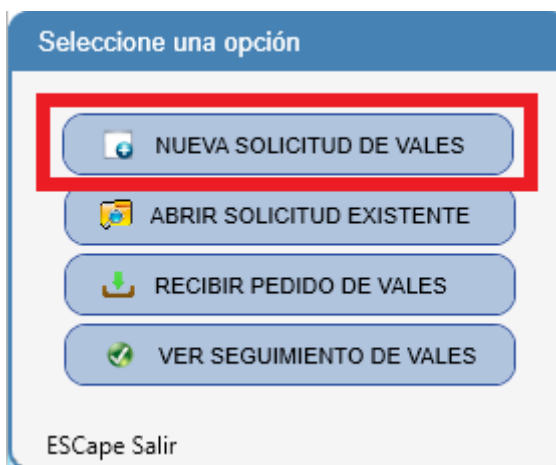 Seleccione una opción
NUEVA SOLICITUD DE VALES
ABRIR SOLICITUD EXISTENTE
RECIBIR PEDIDO DE VALES
VER SEGUIMIENTO DE VALES
ESCape Salir